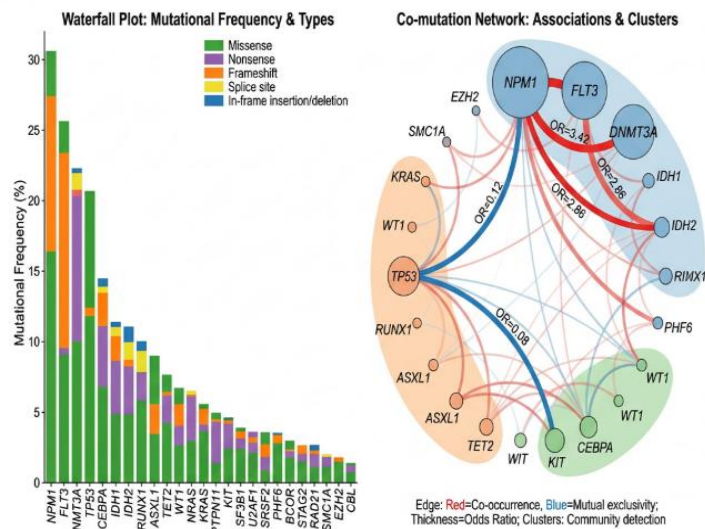 Waterfall Plot: Mutational Frequency & Types
Missense
Nonsense
Frameshift
Splice site
In-frame insertion/deletion
Mutational Frequency (%)
30
25
20
15
10
5
0
NPM1
FLT3
NMT3A
TP53
CEBPA
IDH1
IDH2
RUNX1
ASXL1
TET2
WT1
NRAS
KRAS
PTPN11
KIT
SF3B1
U2AF1
SRSF2
PHF6
BCOR
STAG2
RAD21
SMC1A
EZH2
CBL
Co-mutation Network: Associations & Clusters
NPM1
FLT3
DNMT3A
EZH2
SMC1A
OR=3.42
IDH1
KRAS
OR=2.86
OR=2.86
OR=0.12
WT1
IDH2
TP53
RIMX1
RUNX1
OR=0.08
PHF6
ASXL1
WT1
ASXL1
WT1
TET2
WIT
KIT
CEBPA
Edge: Red=Co-occurrence, Blue=Mutual exclusivity;
Thickness=Odds Ratio; Clusters: Community detection